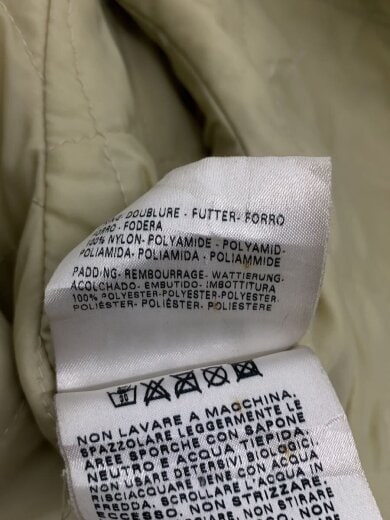 DOUBLURE - FUTTER- FORRO
FORRO - FODERA
100% NYLON- POLYAMIDE - POLYAMID-
POLIAMIDA- POLIAMIDA - POLIAMMIDE
PADDING- REMBOURRAGE - WATTIERUNG-
ACOLCHADO- EMBUTIDO- IMBOTTITURA
100% POLYESTER-POLYESTER-POLYESTER-
POLIÉSTER- POLIÉSTER- POLIESTERE
NON LAVARE A MACCHINA.
SPAZZOLARE LEGGERMENTE LE
AREE SPORCHE CON SAPONE
NEUTRO E ACQUA TIEPIDA.
NON USARE DETERSIVI BIOLOGICI.
RISCIACQUARE BENE CON ACQUA
FREDDA. SCROLLARE L'ACQUA
IN ECCESSO. NON STRIZZARE.
NON STIRARE